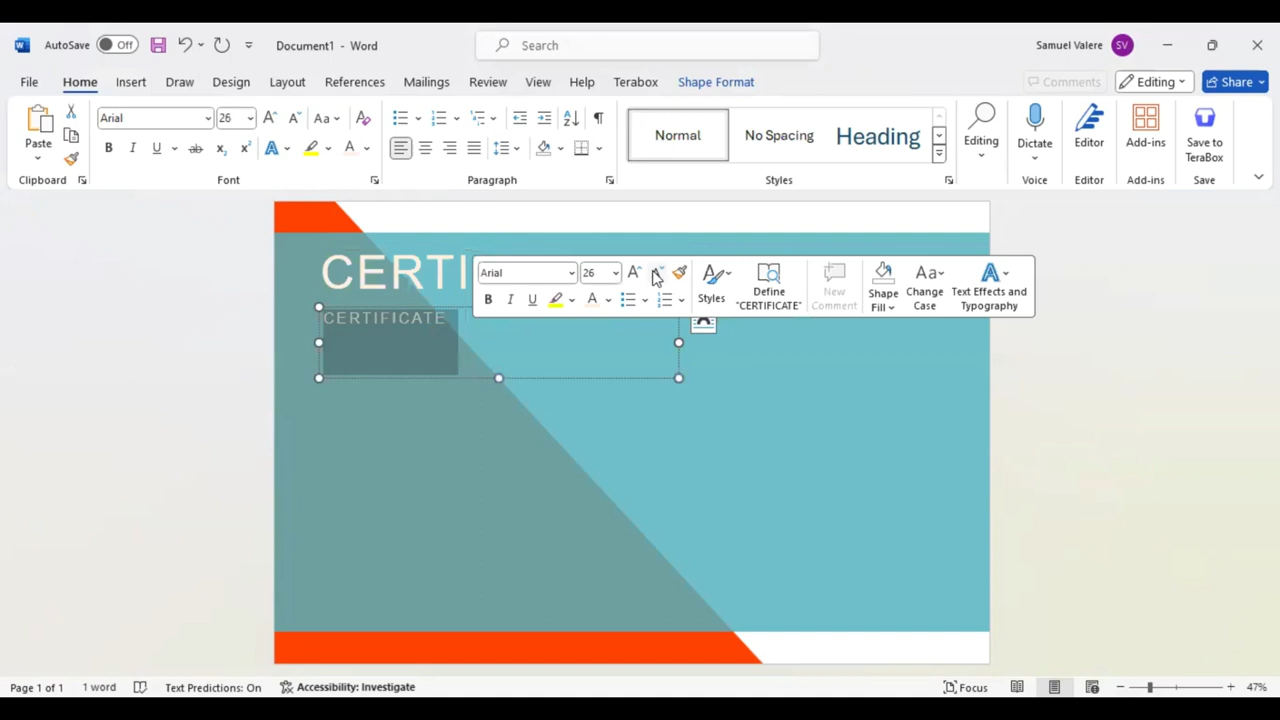 AutoSave Off Document1 - Word Search Samuel Valere SV
File Home Insert Draw Design Layout References Mailings Review View Help Terabox Shape Format Comments Editing Share
Paste
Arial 26 Aa
Normal No Spacing Heading
Editing Dictate Editor Add-ins Save to TeraBox
Clipboard Font Paragraph Styles Voice Editor Add-ins Save
CERTI
CERTIFICATE
Arial 26
Styles
Define "CERTIFICATE"
New Comment
Shape Fill
Aa Change Case
Text Effects and Typography
Page 1 of 1 1 word Text Predictions: On Accessibility: Investigate Focus 47%